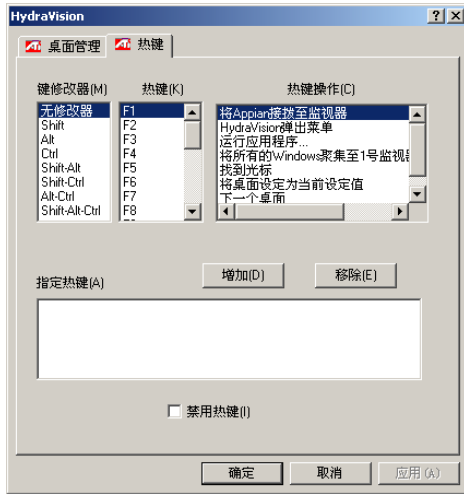 HydraVision
桌面管理 热键
键修改器(M) 热键(K) 热键操作(C)
无修改器 F1 将Appian接拨至监视器
Shift F2 HydraVision弹出菜单
Alt F3 运行应用程序...
Ctrl F4 将所有的Windows聚集至1号监视
Shift-Alt F5 找到光标
Shift-Ctrl F6 将桌面设定为当前设定值
Alt-Ctrl F7 下一个桌面
Shift-Alt-Ctrl F8
指定热键(A) 增加(D) 移除(E)
禁用热键(I)
确定 取消 应用(A)